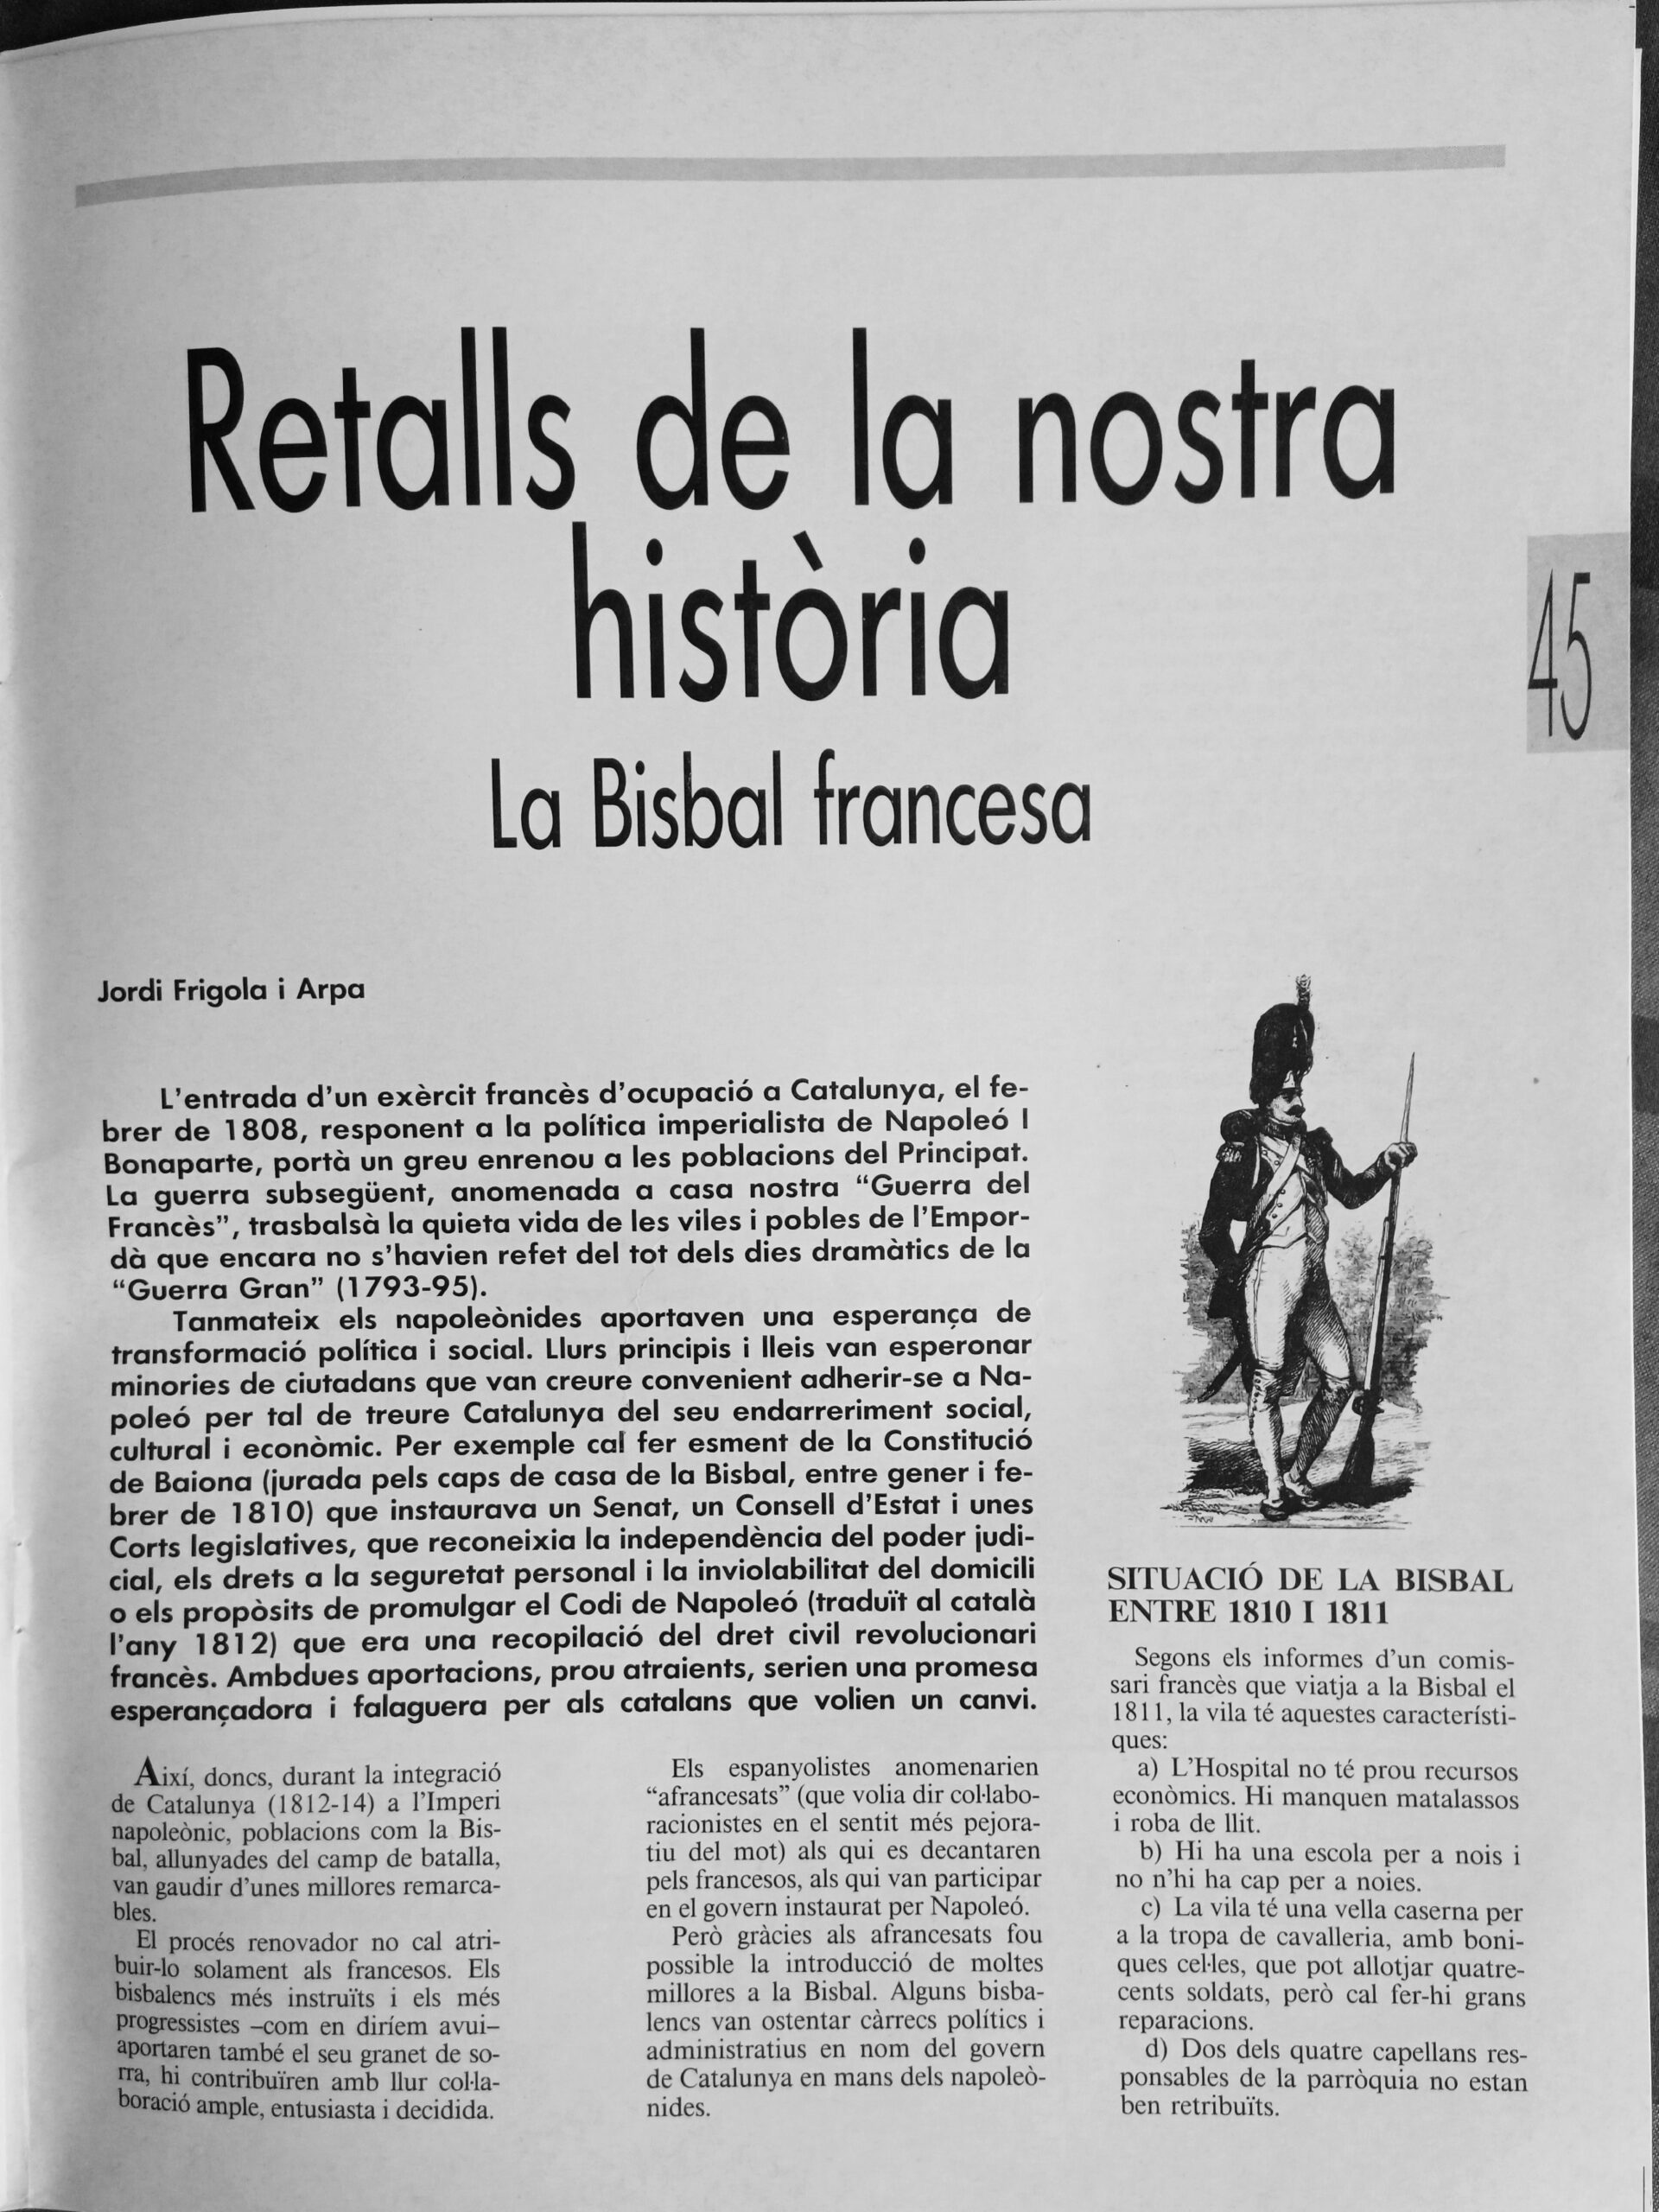 Retalls de la nostra
història
La Bisbal francesa
45
Jordi Frigola i Arpa
L'entrada d'un exèrcit francès d'ocupació a Catalunya, el fe-
brer de 1808, responent a la política imperialista de Napoleó I
Bonaparte, portà un greu enrenou a les poblacions del Principat.
La guerra subsegüent, anomenada a casa nostra “Guerra del
Francès”, trasbalsà la quieta vida de les viles i pobles de l'Empor-
dà que encara no s'havien refet del tot dels dies dramàtics de la
“Guerra Gran” (1793-95).
Tanmateix els napoleònides aportaven una esperança de
transformació política i social. Llurs principis i lleis van esperonar
minories de ciutadans que van creure convenient adherir-se a Na-
poleó per tal de treure Catalunya del seu endarreriment social,
cultural i econòmic. Per exemple cal fer esment de la Constitució
de Baiona (jurada pels caps de casa de la Bisbal, entre gener i fe-
brer de 1810) que instaurava un Senat, un Consell d'Estat i unes
Corts legislatives, que reconeixia la independència del poder judi-
cial, els drets a la seguretat personal i la inviolabilitat del domicili
o els propòsits de promulgar el Codi de Napoleó (traduït al català
l'any 1812) que era una recopilació del dret civil revolucionari
francès. Ambdues aportacions, prou atraients, serien una promesa
esperançadora i falaguera per als catalans que volien un canvi.
Així, doncs, durant la integració
de Catalunya (1812-14) a l'Imperi
napoleònic, poblacions com la Bis-
bal, allunyades del camp de batalla,
van gaudir d'unes millores remarca-
bles.
El procés renovador no cal atri-
buir-lo solament als francesos. Els
bisbalencs més instruïts i els més
progressistes –com en diríem avui–
aportaren també el seu granet de so-
rra, hi contribuïren amb llur col·la-
boració ample, entusiasta i decidida.
Els espanyolistes anomenarien
“afrancesats” (que volia dir col·labo-
racionistes en el sentit més pejora-
tiu del mot) als qui es decantaren
pels francesos, als qui van participar
en el govern instaurat per Napoleó.
Però gràcies als afrancesats fou
possible la introducció de moltes
millores a la Bisbal. Alguns bisba-
lencs van ostentar càrrecs polítics i
administratius en nom del govern
de Catalunya en mans dels napoleò-
nides.
SITUACIÓ DE LA BISBAL
ENTRE 1810 I 1811
Segons els informes d'un comis-
sari francès que viatja a la Bisbal el
1811, la vila té aquestes característi-
ques:
a) L'Hospital no té prou recursos
econòmics. Hi manquen matalassos
i roba de llit.
b) Hi ha una escola per a nois i
no n'hi ha cap per a noies.
c) La vila té una vella caserna per
a la tropa de cavalleria, amb boni-
ques cel·les, que pot allotjar quatre-
cents soldats, però cal fer-hi grans
reparacions.
d) Dos dels quatre capellans res-
ponsables de la parròquia no estan
ben retribuïts.